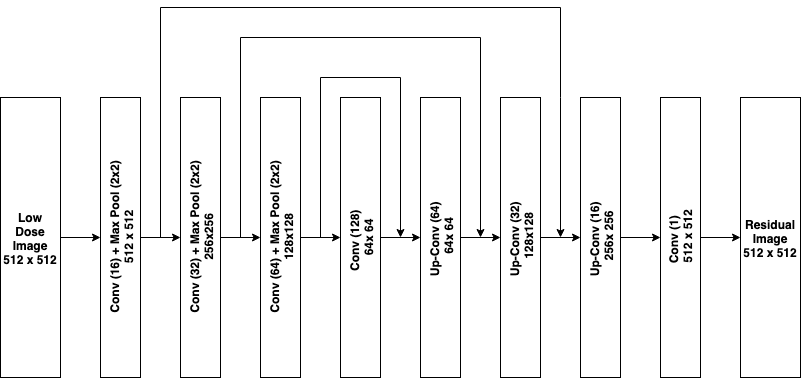 Low
Dose
Image
512 x 512
Conv (16) + Max Pool (2x2)
512 x 512
Conv (32) + Max Pool (2x2)
256x256
Conv (64) + Max Pool (2x2)
128x128
Conv (128)
64x 64
Up-Conv (64)
64x 64
Up-Conv (32)
128x128
Up-Conv (16)
256x 256
Conv (1)
512 x 512
Residual
Image
512 x 512